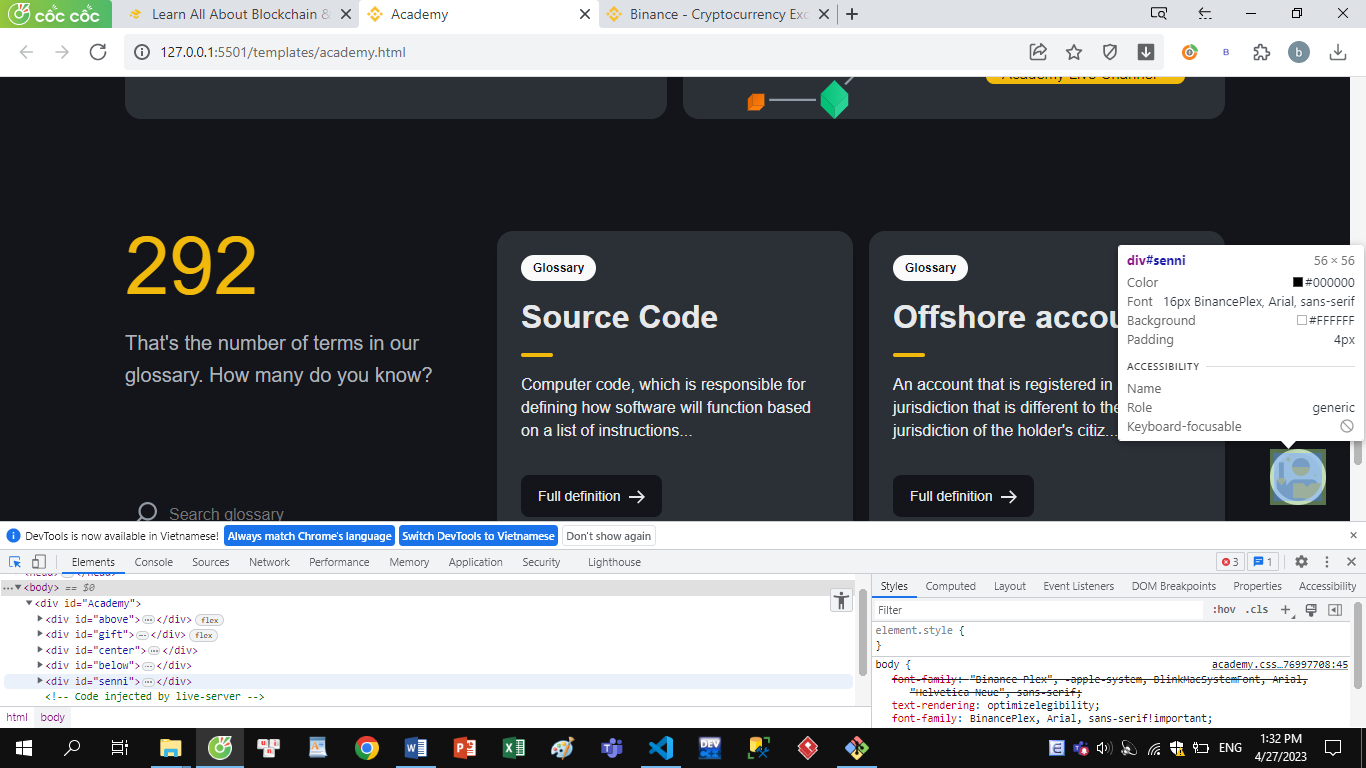 cốc cốc
Learn All About Blockchain &
Academy
Binance - Cryptocurrency Exc
127.0.0.1:5501/templates/academy.html
B
b
Academy Live Channel
292
That's the number of terms in our
glossary. How many do you know?
Search glossary
Glossary
Source Code
Computer code, which is responsible for
defining how software will function based
on a list of instructions...
Full definition
Glossary
Offshore accou
An account that is registered in
jurisdiction that is different to the
jurisdiction of the holder's citiz...
Full definition
div#senni 56 × 56
Color #000000
Font 16px BinancePlex, Arial, sans-serif
Background #FFFFFF
Padding 4px
ACCESSIBILITY
Name
Role generic
Keyboard-focusable
DevTools is now available in Vietnamese! Always match Chrome's language Switch DevTools to Vietnamese Don't show again
Elements Console Sources Network Performance Memory Application Security Lighthouse 3 1
<head>…</head>
…<body> == $0
<div id="Academy">
<div id="above">…</div> flex
<div id="gift">…</div> flex
<div id="center">…</div>
<div id="below">…</div>
<div id="senni">…</div>
<!-- Code injected by live-server -->
html body
Styles Computed Layout Event Listeners DOM Breakpoints Properties Accessibility
Filter :hov .cls
element.style {
}
body { academy.css…76997708:45
font-family: "Binance Plex", -apple-system, BlinkMacSystemFont, Arial,
"Helvetica Neue", sans-serif;
text-rendering: optimizelegibility;
font-family: BinancePlex, Arial, sans-serif!important;
DEV
ENG
1:32 PM
4/27/2023